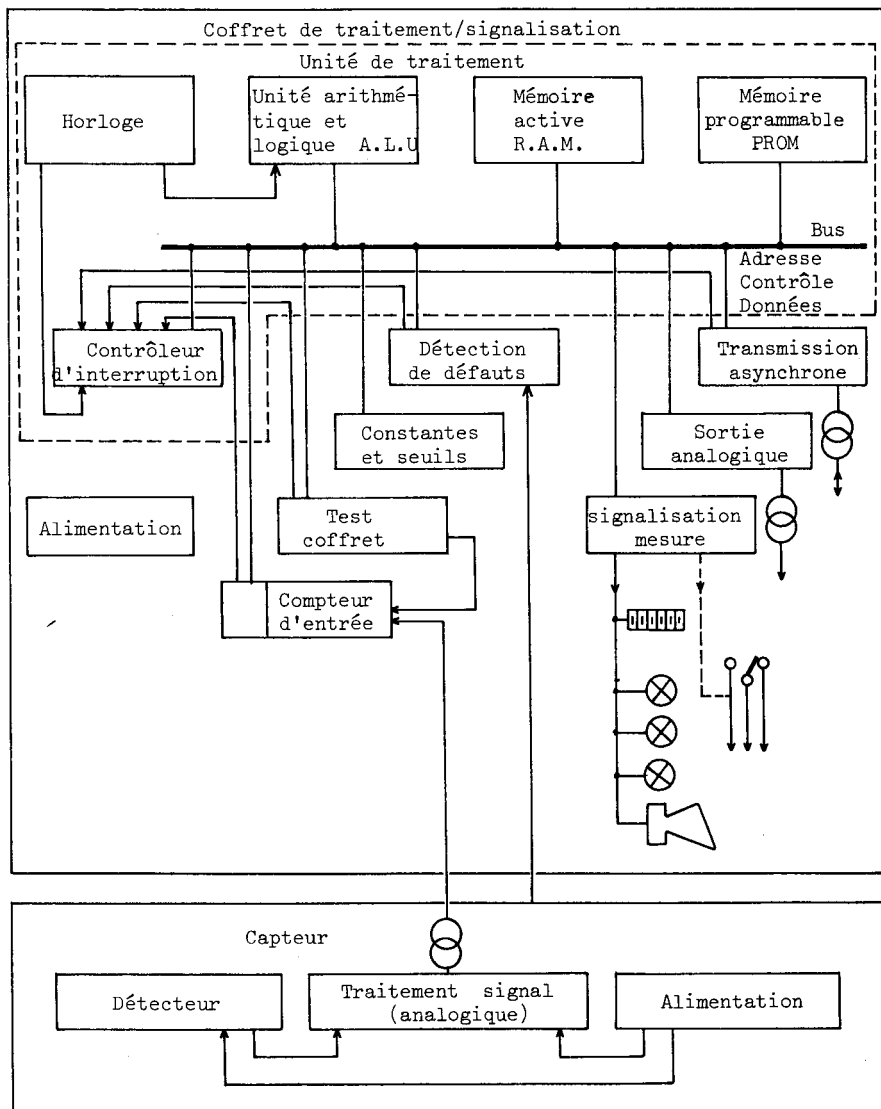 Coffret de traitement/signalisation
Unité de traitement
Horloge
Unité arithmé-
tique et
logique A.L.U
Mémoire
active
R.A.M.
Mémoire
programmable
PROM
Bus
Adresse
Contrôle
Données
Contrôleur
d'interruption
Détection
de défauts
Transmission
asynchrone
Constantes
et seuils
Sortie
analogique
Alimentation
Test
coffret
signalisation
mesure
Compteur
d'entrée
Capteur
Détecteur
Traitement signal
(analogique)
Alimentation